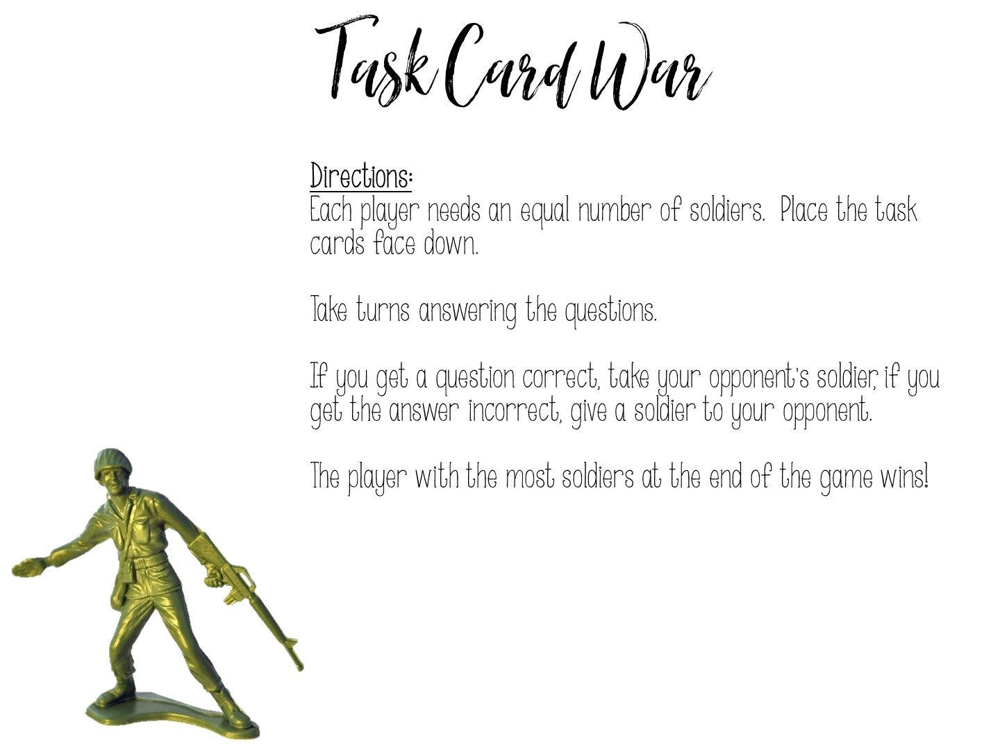 Task Card War
Directions:
Each player needs an equal number of soldiers.  Place the task
cards face down.
Take turns answering the questions.
If you get a question correct, take your opponent's soldier, if you
get the answer incorrect, give a soldier to your opponent.
The player with the most soldiers at the end of the game wins!